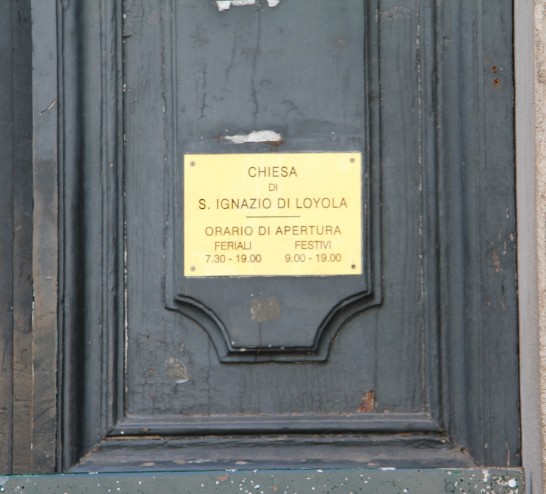 CHIESA
DI
S. IGNAZIO DI LOYOLA
ORARIO DI APERTURA
FERIALI FESTIVI
7.30 - 19.00 9.00 - 19.00